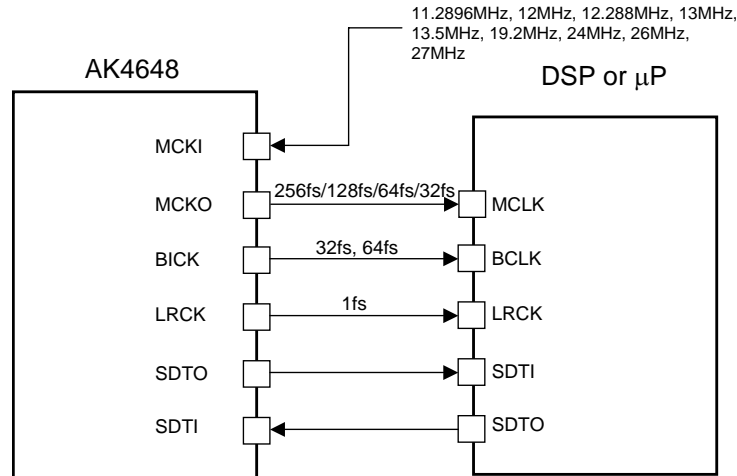 11.2896MHz, 12MHz, 12.288MHz, 13MHz,
13.5MHz, 19.2MHz, 24MHz, 26MHz,
27MHz
AK4648
DSP or μP
MCKI
MCKO
256fs/128fs/64fs/32fs
MCLK
BICK
32fs, 64fs
BCLK
LRCK
1fs
LRCK
SDTO
SDTI
SDTI
SDTO